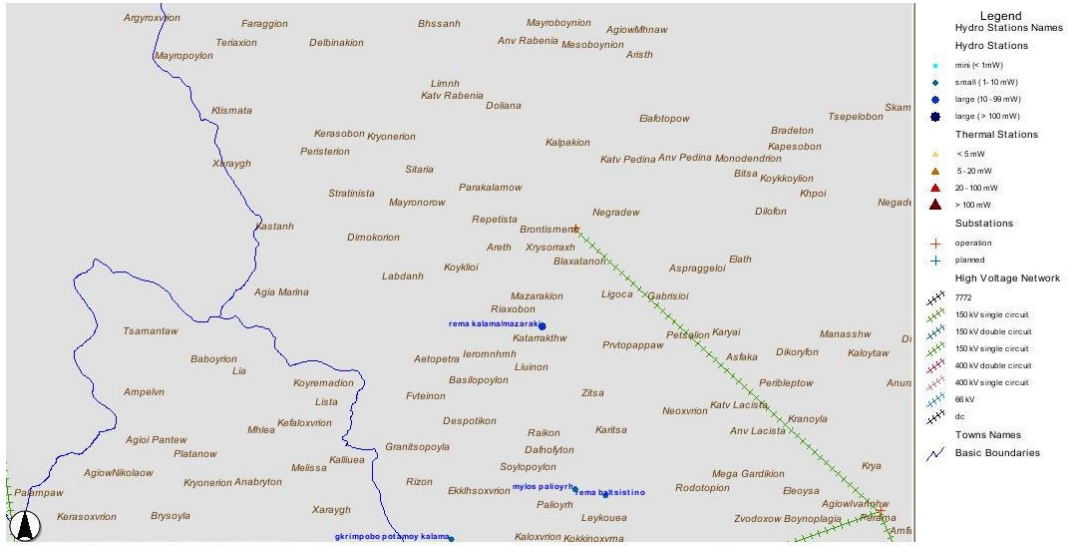 Argyroxvrion
Faraggion
Bhssanh
Mayroboynion
AgiowMhnaw
Teriaxion
Delbinakion
Anv Rabenia
Mesoboynion
Mayropoylon
Aristh
Limnh
Katv Rabenia
Doliana
Ktismata
Skam
Tsepelobon
Elafotopow
Kerasobon
Kryonerion
Bradeton
Kalpakion
Kapesobon
Peristerion
Xaraygh
Katv Pedina
Anv Pedina
Monodendrion
Sitaria
Bitsa
Koykkoylion
Stratinista
Parakalamow
Khpoi
Mayronorow
Negade
Repetista
Negradew
Dilofon
Kastanh
Brontismenh
Dimokorion
Areth
Xrysorraxh
Blaxatanoh
Elath
Koyklioi
Aspraggeloi
Labdanh
Agia Marina
Mazarakion
Ligoca
Gabrisioi
Riaxobon
rema kalama/mazaraki
Tsamantaw
Katarrakthw
Petsalion
Karyai
Manasshw
Di
Prvtopappaw
Baboyrion
Aetopetra
Ieromnhmh
Asfaka
Dikoryfon
Kaloytaw
Lia
Liuinon
Koyremadion
Basilopoylon
Peribleptow
Anura
Ampelvn
Fvteinon
Zitsa
Lista
Neoxvrion
Katv Lacista
Kefaloxvrion
Despotikon
Kranoyla
Mhlea
Raikon
Karitsa
Anv Lacista
Agioi Pantew
Granitsopoyla
Dafnofyton
Platanow
Kalliuea
Melissa
Soylopoylon
Krya
AgiowNikolaow
Kryonerion
Anabryton
Rizon
Mega Gardikion
Palampaw
Ekklhsoxvrion
mylos palioyrh
rema baltsistino
Rodotopion
Eleoysa
Xaraygh
Palioyrh
AgiowIvannhw
Kerasoxvrion
Brysoyla
Leykouea
Zvodoxow
Boynoplagia
Perama
Amfi
gkrimpobo potamoy kalama
Kaloxvrion
Kokkinoxvma
Legend
Hydro Stations Names
Hydro Stations
mini (< 1mW)
small (1- 10 mW)
large (10 - 99 mW)
large (> 100 mW)
Thermal Stations
< 5 mW
5 - 20 mW
20 - 100 mW
> 100 mW
Substations
operation
planned
High Voltage Network
7772
150 kV single circuit
150 kV double circuit
150 kV single circuit
400 kV double circuit
400 kV single circuit
66 kV
dc
Towns Names
Basic Boundaries